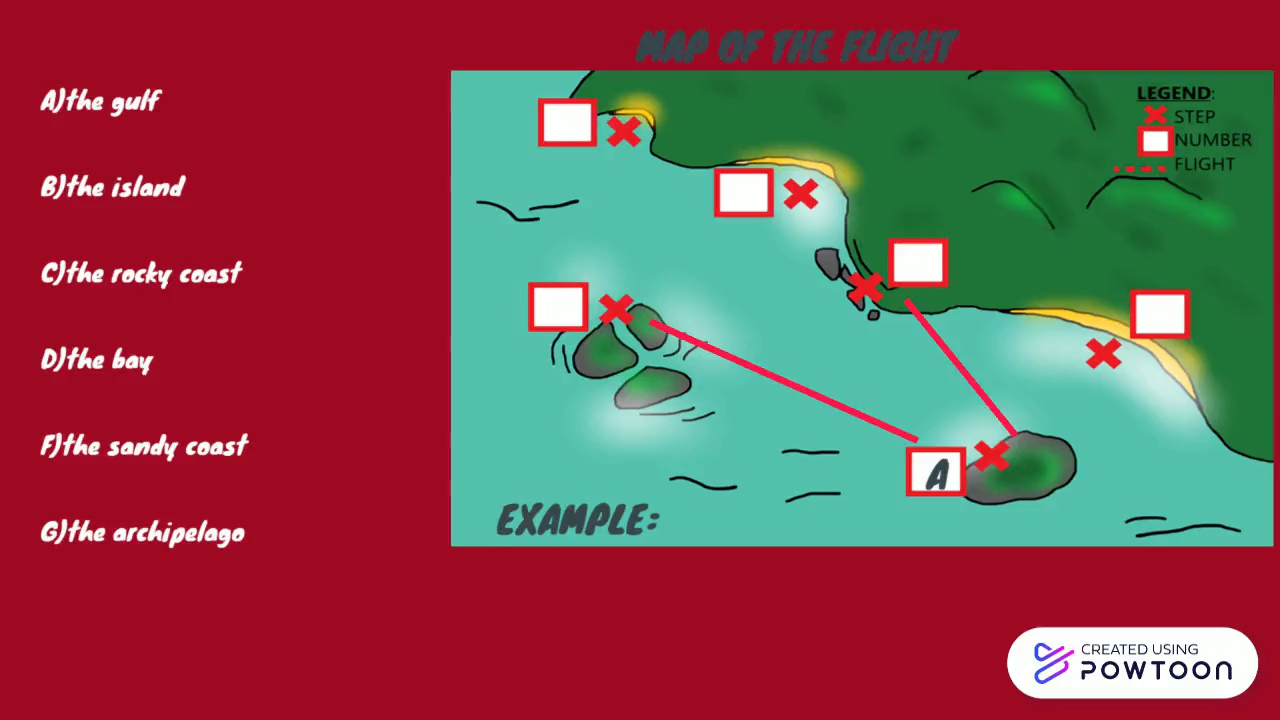 MAP OF THE FLIGHT
A)the gulf
B)the island
C)the rocky coast
D)the bay
F)the sandy coast
G)the archipelago
LEGEND:
STEP
NUMBER
FLIGHT
A
EXAMPLE:
CREATED USING
POWTOON